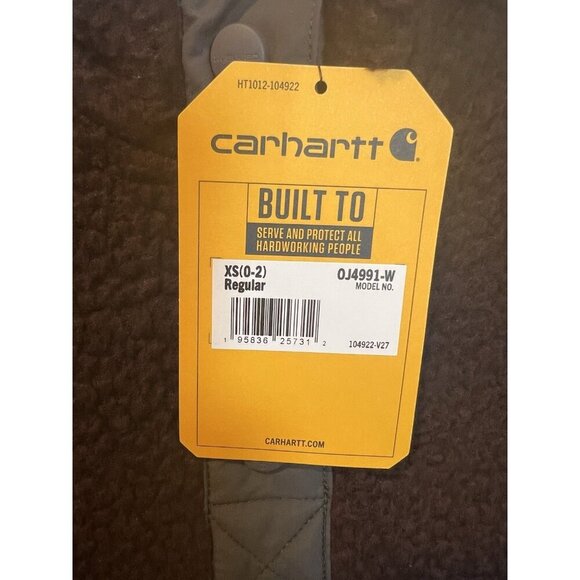 HT1012-104922
carhartt
BUILT TO
SERVE AND PROTECT ALL
HARDWORKING PEOPLE
XS(0-2) OJ4991-W
Regular MODEL NO.
1 95836 25731 2
104922-V27
CARHARTT.COM